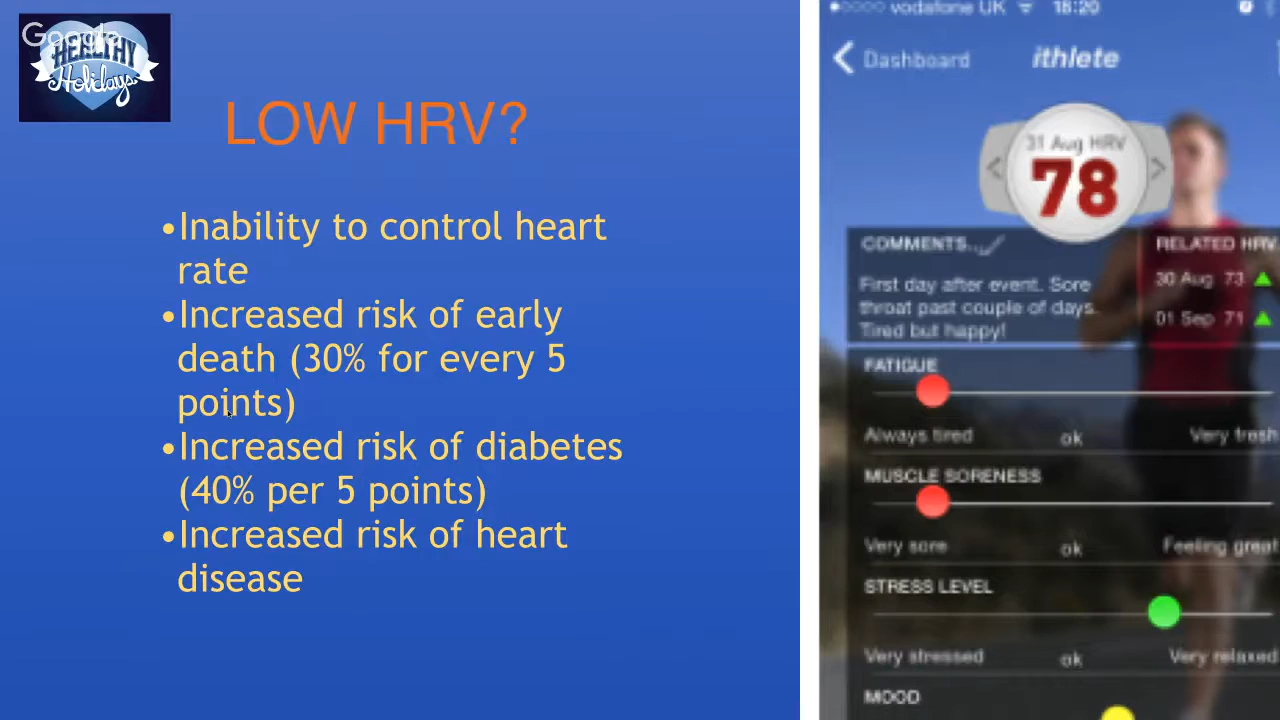 Google
HEALTHY
Holidays
LOW HRV?
•Inability to control heart
rate
•Increased risk of early
death (30% for every 5
points)
•Increased risk of diabetes
(40% per 5 points)
•Increased risk of heart
disease
vodafone UK 18:20
Dashboard
ithlete
31 Aug HRV
78
COMMENTS...
First day after event. Sore
throat past couple of days.
Tired but happy!
RELATED HRV
30 Aug 73
01 Sep 71
FATIGUE
Always tired ok Very fresh
MUSCLE SORENESS
Very sore ok Feeling great
STRESS LEVEL
Very stressed ok Very relaxed
MOOD